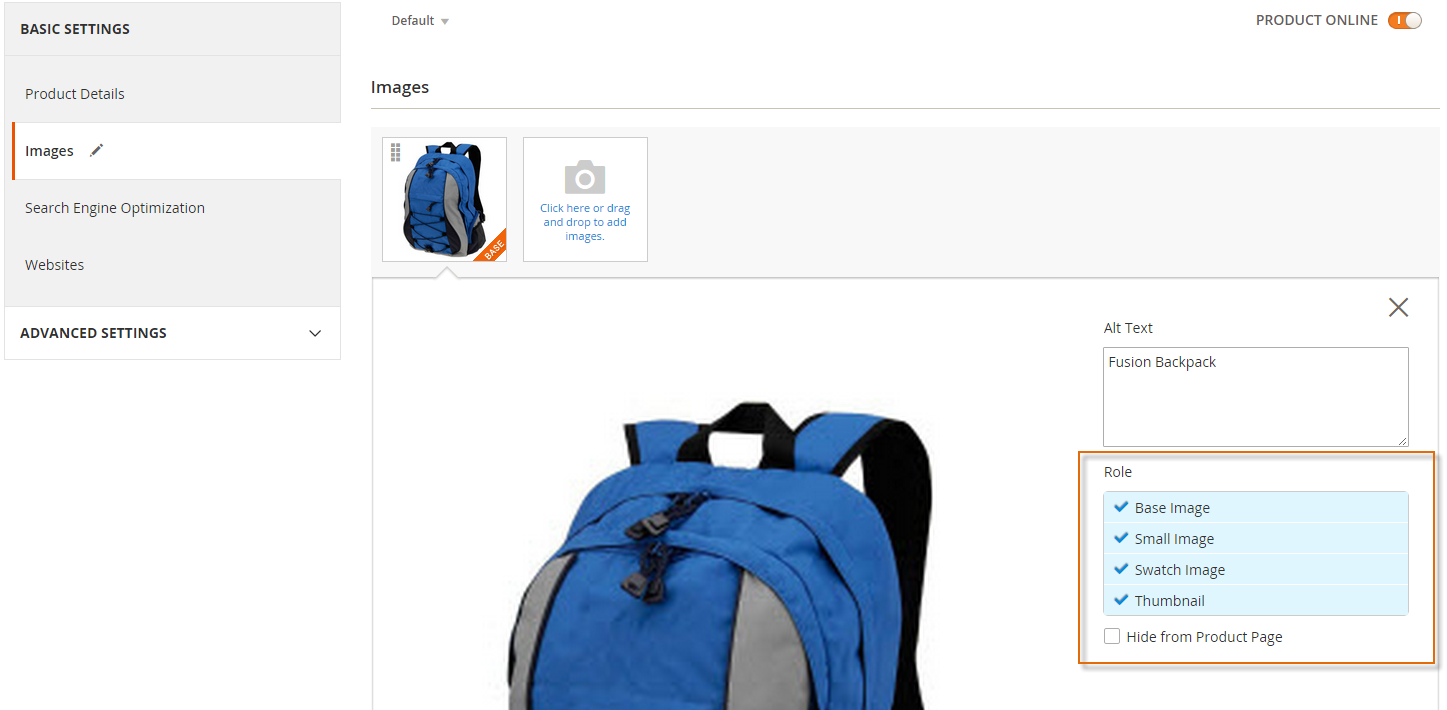 BASIC SETTINGS
Product Details
Images
Search Engine Optimization
Websites
ADVANCED SETTINGS
Default
PRODUCT ONLINE
Images
BASE
Click here or drag
and drop to add
images.
Alt Text
Fusion Backpack
Role
Base Image
Small Image
Swatch Image
Thumbnail
Hide from Product Page